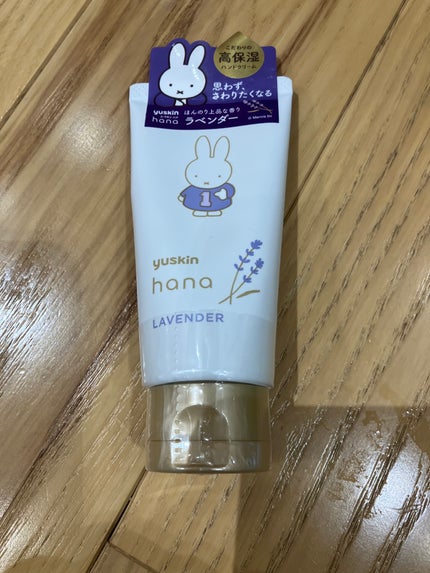 こだわりの
高保湿
ハンドクリーム
思わず、
さわりたくなる
yuskin
hana
ほんのり上品な香り
ラベンダー
1
yuskin
hana
LAVENDER